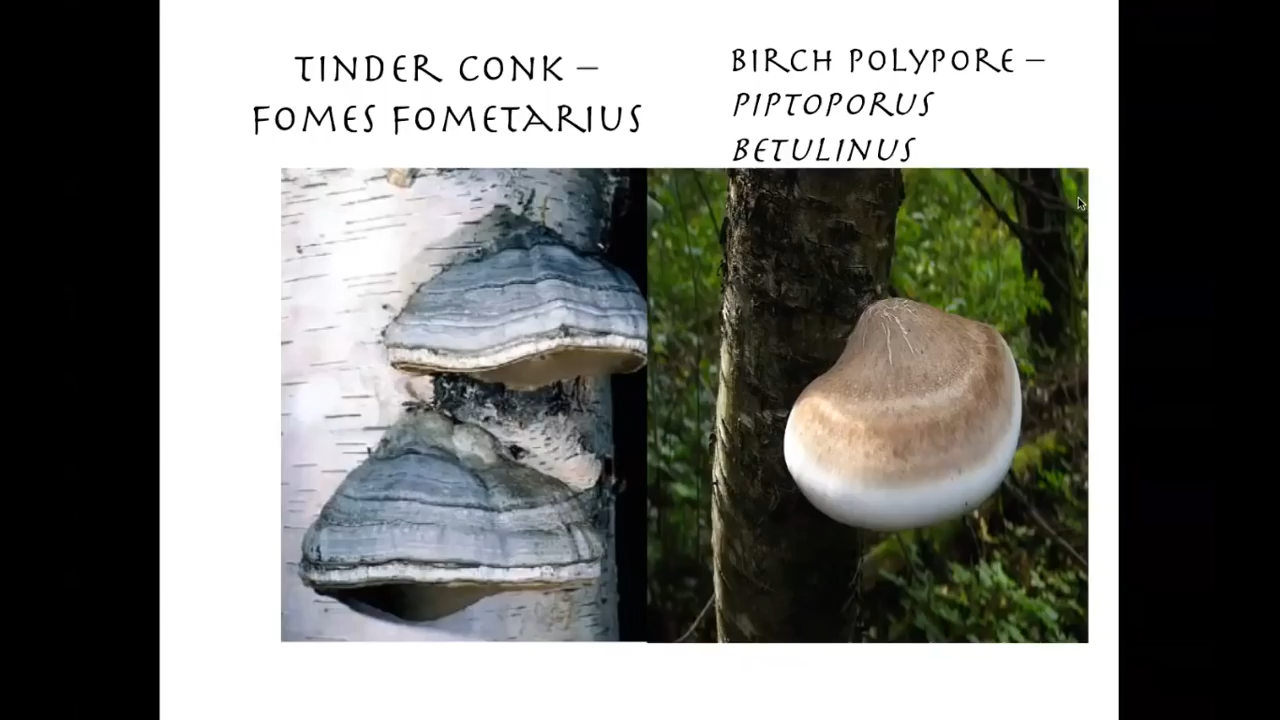 TINDER CONK –
FOMES FOMETARIUS
BIRCH POLYPORE –
PIPTOPORUS
BETULINUS